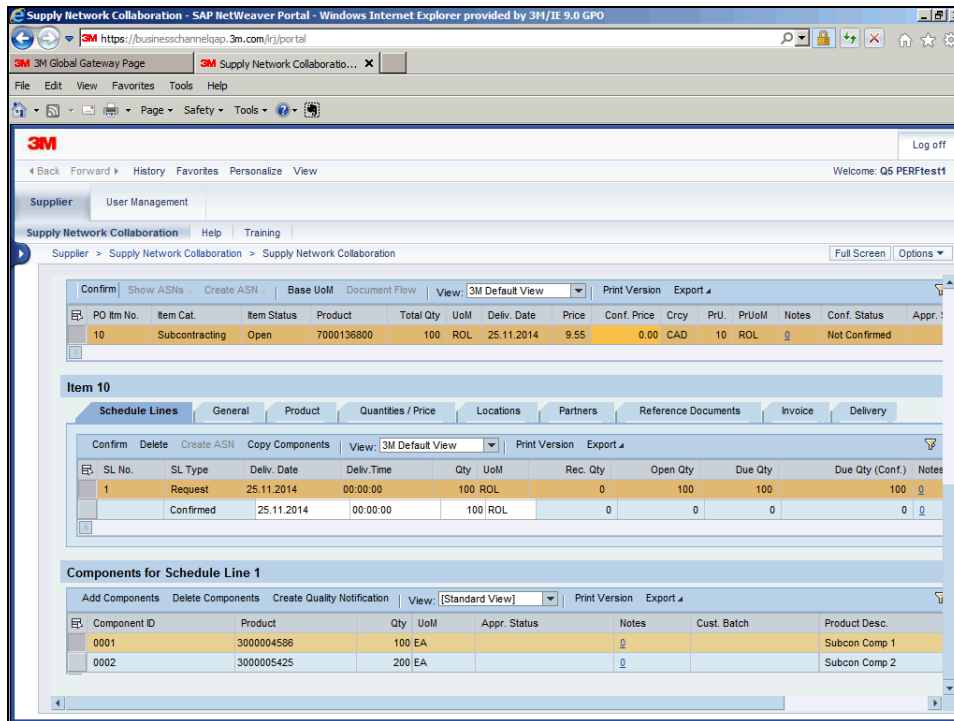 Supply Network Collaboration - SAP NetWeaver Portal - Windows Internet Explorer provided by 3M/IE 9.0 GPO
3M https://businesschannelqap.3m.com/irj/portal
3M 3M Global Gateway Page 3M Supply Network Collaboratio... X
File Edit View Favorites Tools Help
Page Safety Tools
3M Log off
Back Forward History Favorites Personalize View Welcome: Q5 PERFtest1
Supplier User Management
Supply Network Collaboration Help Training
Supplier > Supply Network Collaboration > Supply Network Collaboration Full Screen Options
Confirm Show ASNs Create ASN Base UoM Document Flow View: 3M Default View Print Version Export
PO Itm No. Item Cat. Item Status Product Total Qty UoM Deliv. Date Price Conf. Price Crcy PrU. PrUoM Notes Conf. Status Appr.
10 Subcontracting Open 7000136800 100 ROL 25.11.2014 9.55 0.00 CAD 10 ROL 0 Not Confirmed
Item 10
Schedule Lines General Product Quantities / Price Locations Partners Reference Documents Invoice Delivery
Confirm Delete Create ASN Copy Components View: 3M Default View Print Version Export
SL No. SL Type Deliv. Date Deliv.Time Qty UoM Rec. Qty Open Qty Due Qty Due Qty (Conf.) Notes
1 Request 25.11.2014 00:00:00 100 ROL 0 100 100 100 0
Confirmed 25.11.2014 00:00:00 100 ROL 0 0 0 0 0
Components for Schedule Line 1
Add Components Delete Components Create Quality Notification View: [Standard View] Print Version Export
Component ID Product Qty UoM Appr. Status Notes Cust. Batch Product Desc.
0001 3000004586 100 EA 0 Subcon Comp 1
0002 3000005425 200 EA 0 Subcon Comp 2